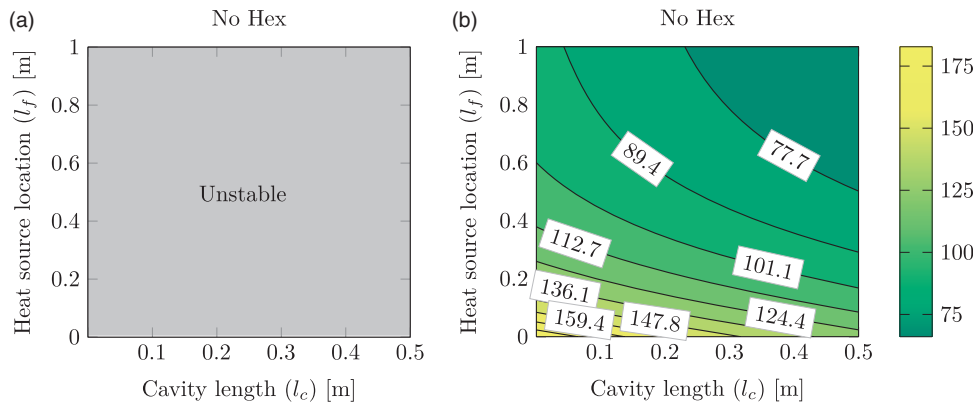 (a)
No Hex
Heat source location (l_f) [m]
1
0.8
0.6
0.4
0.2
0
Unstable
0.1 0.2 0.3 0.4 0.5
Cavity length (l_c) [m]
(b)
No Hex
Heat source location (l_f) [m]
1
0.8
0.6
0.4
0.2
0
77.7
89.4
112.7
101.1
136.1
124.4
159.4
147.8
0.1 0.2 0.3 0.4 0.5
Cavity length (l_c) [m]
175
150
125
100
75